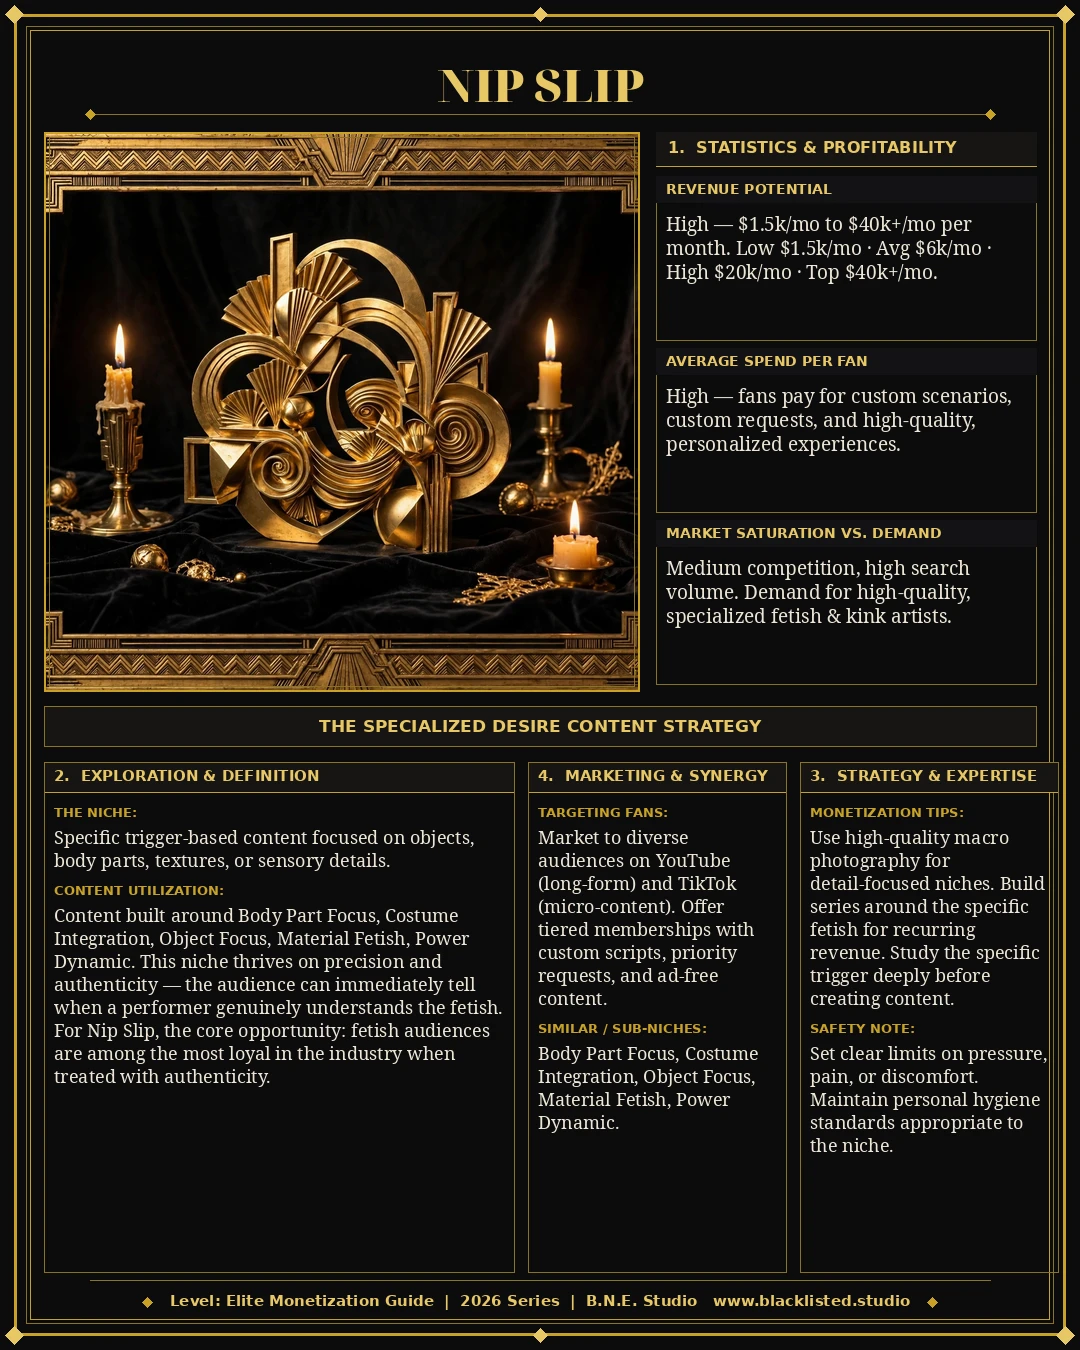 NIP SLIP
1. STATISTICS & PROFITABILITY
REVENUE POTENTIAL
High — $1.5k/mo to $40k+/mo per
month. Low $1.5k/mo · Avg $6k/mo ·
High $20k/mo · Top $40k+/mo.
AVERAGE SPEND PER FAN
High — fans pay for custom scenarios,
custom requests, and high-quality,
personalized experiences.
MARKET SATURATION VS. DEMAND
Medium competition, high search
volume. Demand for high-quality,
specialized fetish & kink artists.
THE SPECIALIZED DESIRE CONTENT STRATEGY
2. EXPLORATION & DEFINITION
THE NICHE:
Specific trigger-based content focused on objects,
body parts, textures, or sensory details.
CONTENT UTILIZATION:
Content built around Body Part Focus, Costume
Integration, Object Focus, Material Fetish, Power
Dynamic. This niche thrives on precision and
authenticity — the audience can immediately tell
when a performer genuinely understands the fetish.
For Nip Slip, the core opportunity: fetish audiences
are among the most loyal in the industry when
treated with authenticity.
4. MARKETING & SYNERGY
TARGETING FANS:
Market to diverse
audiences on YouTube
(long-form) and TikTok
(micro-content). Offer
tiered memberships with
custom scripts, priority
requests, and ad-free
content.
SIMILAR / SUB-NICHES:
Body Part Focus, Costume
Integration, Object Focus,
Material Fetish, Power
Dynamic.
3. STRATEGY & EXPERTISE
MONETIZATION TIPS:
Use high-quality macro
photography for
detail-focused niches. Build
series around the specific
fetish for recurring
revenue. Study the specific
trigger deeply before
creating content.
SAFETY NOTE:
Set clear limits on pressure,
pain, or discomfort.
Maintain personal hygiene
standards appropriate to
the niche.
Level: Elite Monetization Guide | 2026 Series | B.N.E. Studio www.blacklisted.studio